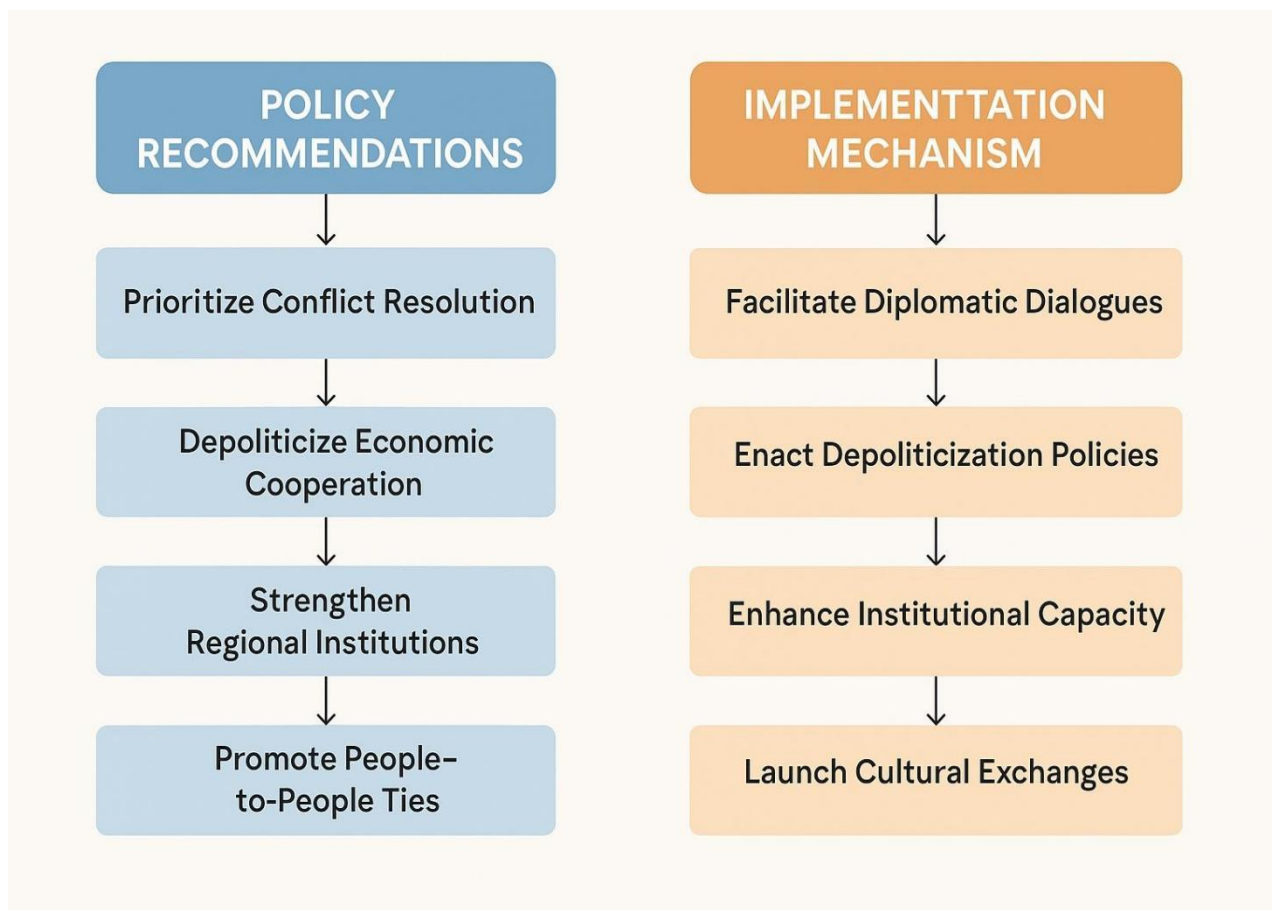 POLICY
RECOMMENDATIONS
Prioritize Conflict Resolution
Depoliticize Economic
Cooperation
Strengthen
Regional Institutions
Promote People-
to-People Ties
IMPLEMENTTATION
MECHANISM
Facilitate Diplomatic Dialogues
Enact Depoliticization Policies
Enhance Institutional Capacity
Launch Cultural Exchanges